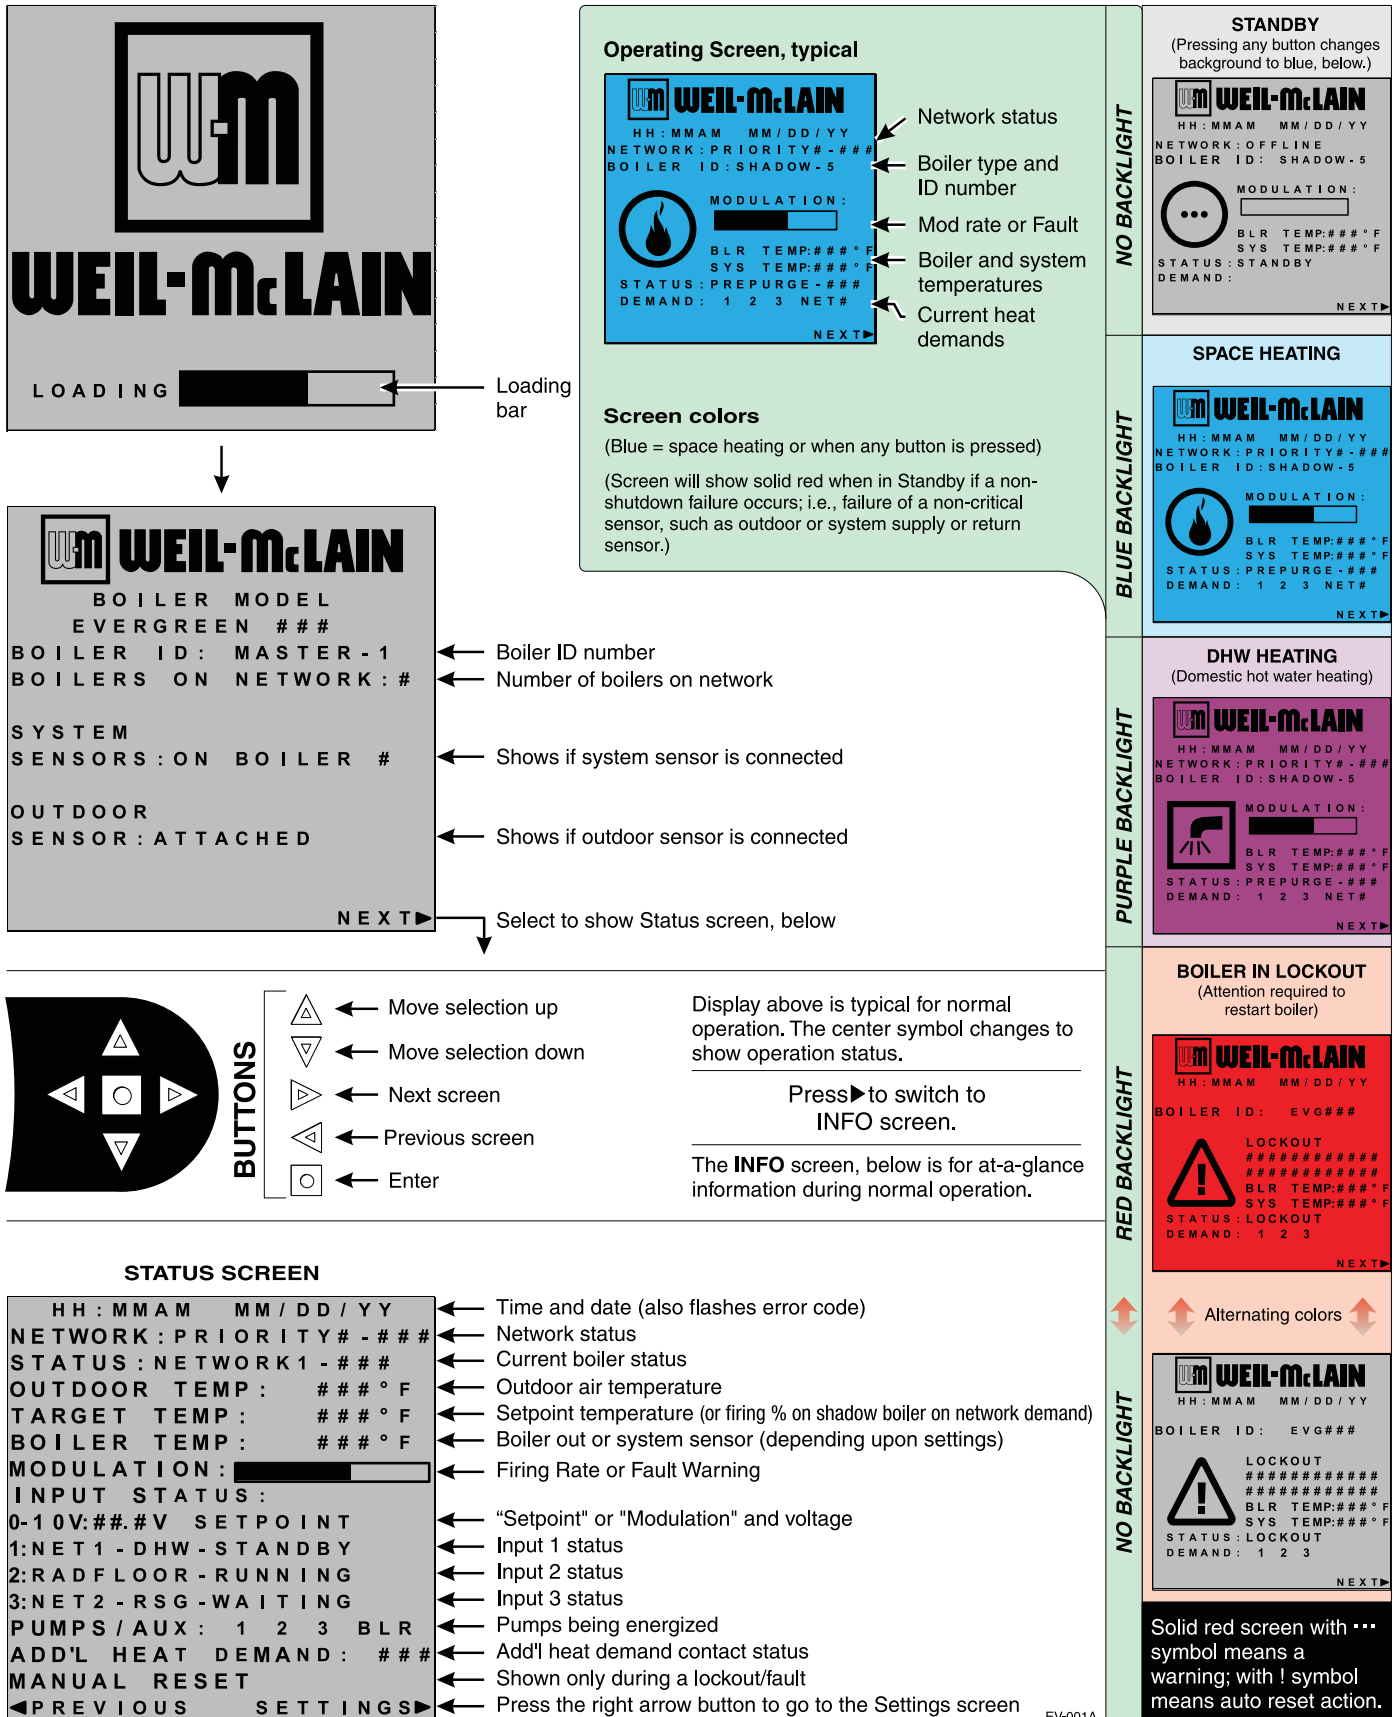 WM
WEIL-McLAIN
LOADING
Loading
bar
WM WEIL-McLAIN
BOILER MODEL
EVERGREEN ###
BOILER ID: MASTER-1
BOILERS ON NETWORK:#
SYSTEM
SENSORS:ON BOILER #
OUTDOOR
SENSOR:ATTACHED
NEXT▶
Boiler ID number
Number of boilers on network
Shows if system sensor is connected
Shows if outdoor sensor is connected
Select to show Status screen, below
Operating Screen, typical
WM WEIL-McLAIN
HH:MMAM MM/DD/YY
NETWORK:PRIORITY#-###
BOILER ID:SHADOW-5
MODULATION:
BLR TEMP:###°F
SYS TEMP:###°F
STATUS:PREPURGE-###
DEMAND: 1 2 3 NET#
NEXT▶
Network status
Boiler type and
ID number
Mod rate or Fault
Boiler and system
temperatures
Current heat
demands
Screen colors
(Blue = space heating or when any button is pressed)
(Screen will show solid red when in Standby if a non-
shutdown failure occurs; i.e., failure of a non-critical
sensor, such as outdoor or system supply or return
sensor.)
BUTTONS
Move selection up
Move selection down
Next screen
Previous screen
Enter
Display above is typical for normal
operation. The center symbol changes to
show operation status.
Press▶to switch to
INFO screen.
The INFO screen, below is for at-a-glance
information during normal operation.
STATUS SCREEN
HH:MMAM MM/DD/YY
NETWORK:PRIORITY#-###
STATUS:NETWORK1-###
OUTDOOR TEMP: ###°F
TARGET TEMP: ###°F
BOILER TEMP: ###°F
MODULATION:
INPUT STATUS:
0-10V:##.#V SETPOINT
1:NET1-DHW-STANDBY
2:RADFLOOR-RUNNING
3:NET2-RSG-WAITING
PUMPS/AUX: 1 2 3 BLR
ADD'L HEAT DEMAND: ###
MANUAL RESET
◀PREVIOUS SETTINGS▶
Time and date (also flashes error code)
Network status
Current boiler status
Outdoor air temperature
Setpoint temperature (or firing % on shadow boiler on network demand)
Boiler out or system sensor (depending upon settings)
Firing Rate or Fault Warning
“Setpoint" or "Modulation" and voltage
Input 1 status
Input 2 status
Input 3 status
Pumps being energized
Add'l heat demand contact status
Shown only during a lockout/fault
Press the right arrow button to go to the Settings screen
EV-001A
NO BACKLIGHT
STANDBY
(Pressing any button changes
background to blue, below.)
WM WEIL-McLAIN
HH:MMAM MM/DD/YY
NETWORK:OFFLINE
BOILER ID: SHADOW-5
MODULATION:
BLR TEMP:###°F
SYS TEMP:###°F
STATUS:STANDBY
DEMAND:
NEXT▶
BLUE BACKLIGHT
SPACE HEATING
WM WEIL-McLAIN
HH:MMAM MM/DD/YY
NETWORK:PRIORITY#-###
BOILER ID:SHADOW-5
MODULATION:
BLR TEMP:###°F
SYS TEMP:###°F
STATUS:PREPURGE-###
DEMAND: 1 2 3 NET#
NEXT▶
PURPLE BACKLIGHT
DHW HEATING
(Domestic hot water heating)
WM WEIL-McLAIN
HH:MMAM MM/DD/YY
NETWORK:PRIORITY#-###
BOILER ID:SHADOW-5
MODULATION:
BLR TEMP:###°F
SYS TEMP:###°F
STATUS:PREPURGE-###
DEMAND: 1 2 3 NET#
NEXT▶
RED BACKLIGHT
BOILER IN LOCKOUT
(Attention required to
restart boiler)
WM WEIL-McLAIN
HH:MMAM MM/DD/YY
BOILER ID: EVG###
LOCKOUT
############
############
BLR TEMP:###°F
SYS TEMP:###°F
STATUS:LOCKOUT
DEMAND: 1 2 3
NEXT▶
Alternating colors
NO BACKLIGHT
WM WEIL-McLAIN
HH:MMAM MM/DD/YY
BOILER ID: EVG###
LOCKOUT
############
############
BLR TEMP:###°F
SYS TEMP:###°F
STATUS:LOCKOUT
DEMAND: 1 2 3
NEXT▶
Solid red screen with ···
symbol means a
warning; with ! symbol
means auto reset action.